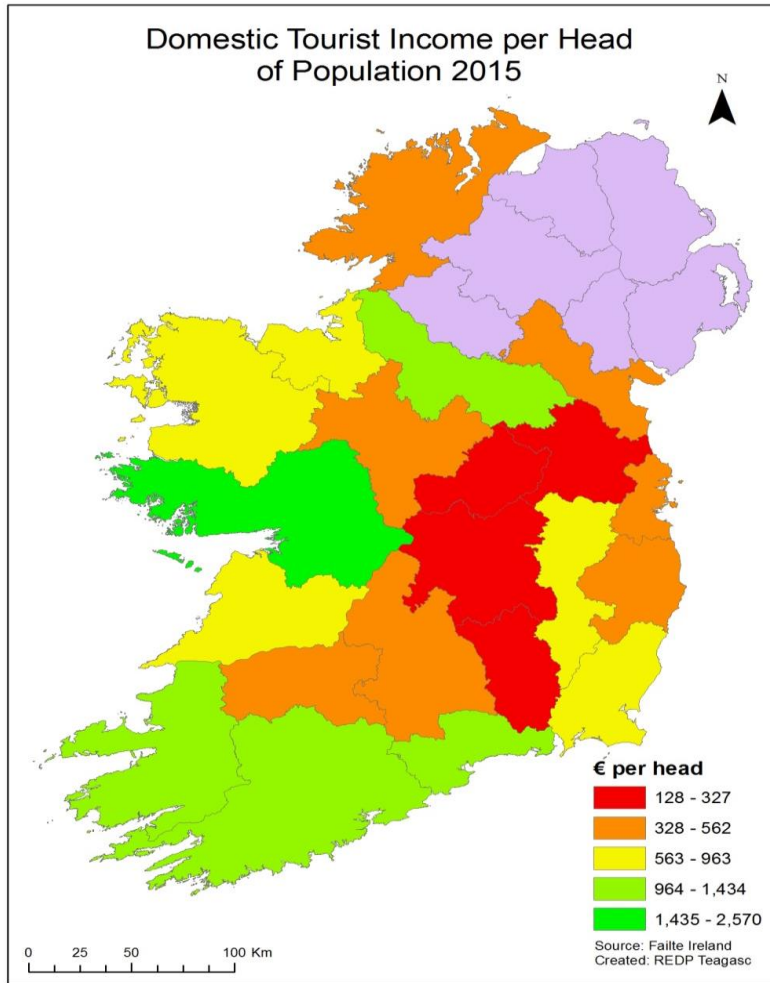 Domestic Tourist Income per Head
of Population 2015
N
€ per head
128 - 327
328 - 562
563 - 963
964 - 1,434
1,435 - 2,570
Source: Failte Ireland
Created: REDP Teagasc
0 25 50 100 Km